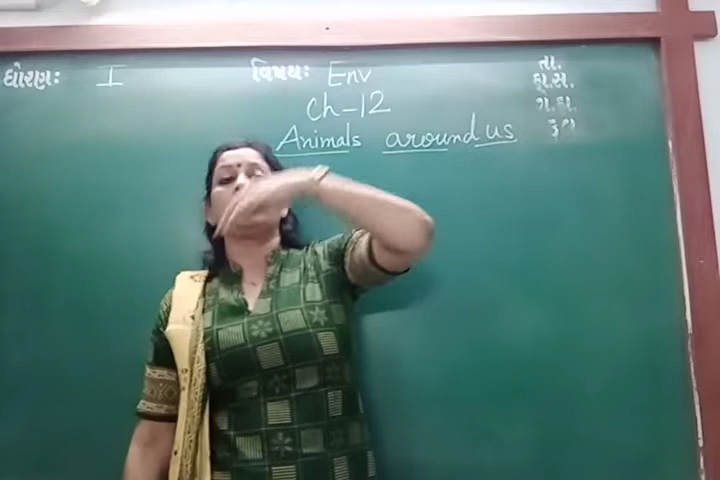 ધોરણ: I
વિષય: Env
Ch-12
Animals around us
તા.
કૂ.સ.
ગે.હા.
કુલ